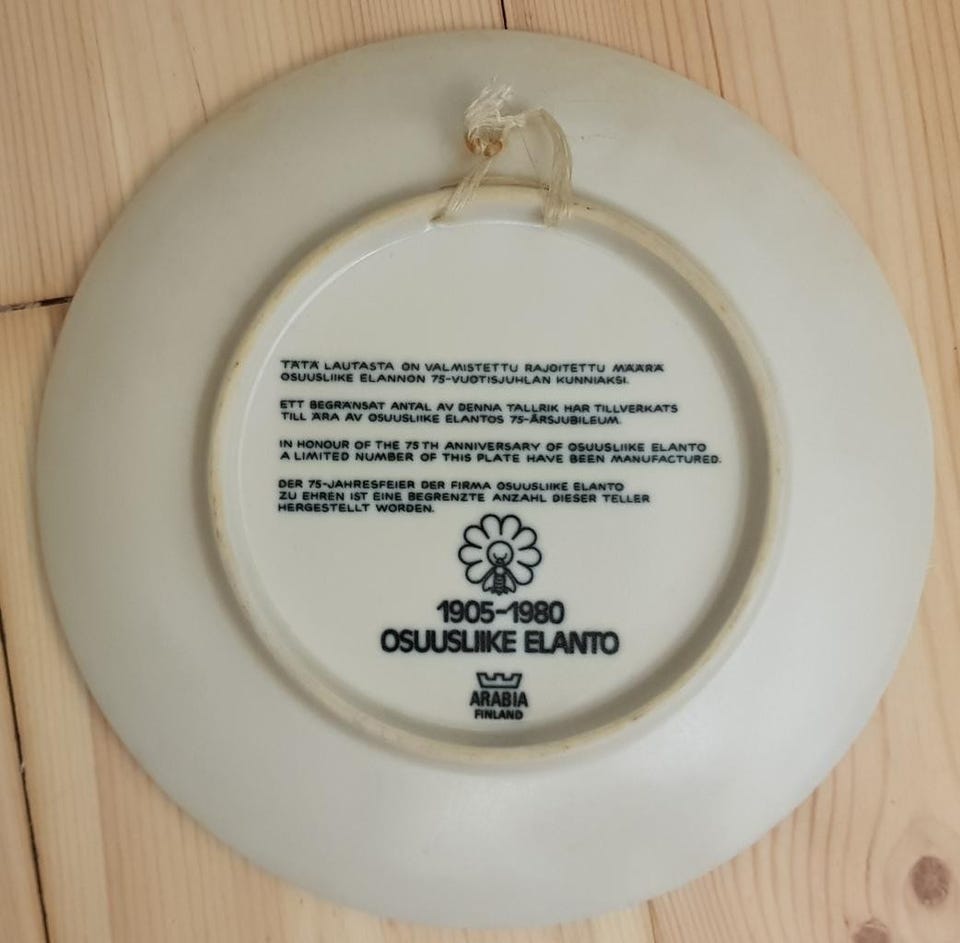 TÄTÄ LAUTASTA ON VALMISTETTU RAJOITETTU MÄÄRÄ
OSUUSLIIKE ELANNON 75-VUOTISJUHLAN KUNNIAKSI.
ETT BEGRÄNSAT ANTAL AV DENNA TALLRIK HAR TILLVERKATS
TILL ÄRA AV OSUUSLIIKE ELANTOS 75-ÅRSJUBILEUM.
IN HONOUR OF THE 75TH ANNIVERSARY OF OSUUSLIIKE ELANTO
A LIMITED NUMBER OF THIS PLATE HAVE BEEN MANUFACTURED.
DER 75-JAHRESFEIER DER FIRMA OSUUSLIIKE ELANTO
ZU EHREN IST EINE BEGRENZTE ANZAHL DIESER TELLER
HERGESTELLT WORDEN.
1905-1980
OSUUSLIIKE ELANTO
ARABIA
FINLAND